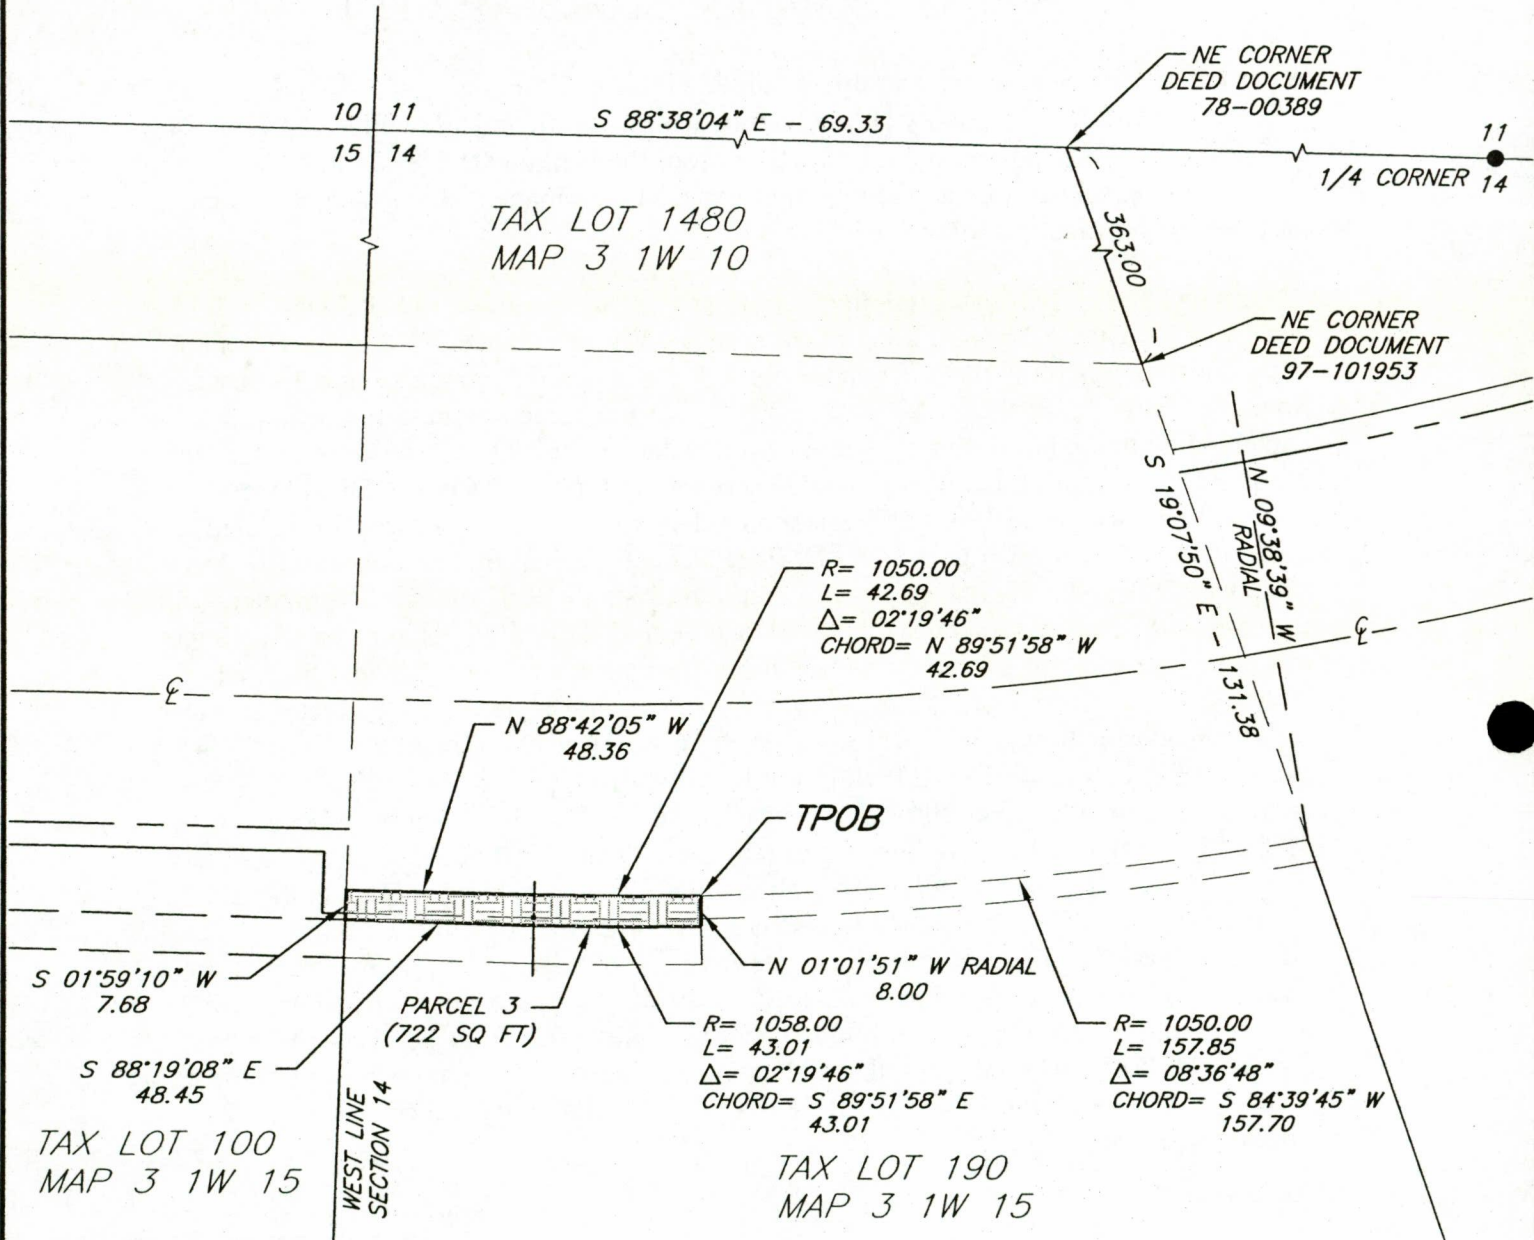 NE CORNER
DEED DOCUMENT
78-00389
10 11
15 14
S 88°38'04" E - 69.33
11
1/4 CORNER 14
TAX LOT 1480
MAP 3 1W 10
363.00
NE CORNER
DEED DOCUMENT
97-101953
S 19°07'50" E - 131.38
N 09°38'39" W
RADIAL
R= 1050.00
L= 42.69
Δ= 02°19'46"
CHORD= N 89°51'58" W
42.69
℄
℄
N 88°42'05" W
48.36
TPOB
S 01°59'10" W
7.68
PARCEL 3
(722 SQ FT)
N 01°01'51" W RADIAL
8.00
S 88°19'08" E
48.45
R= 1058.00
L= 43.01
Δ= 02°19'46"
CHORD= S 89°51'58" E
43.01
R= 1050.00
L= 157.85
Δ= 08°36'48"
CHORD= S 84°39'45" W
157.70
WEST LINE
SECTION 14
TAX LOT 100
MAP 3 1W 15
TAX LOT 190
MAP 3 1W 15